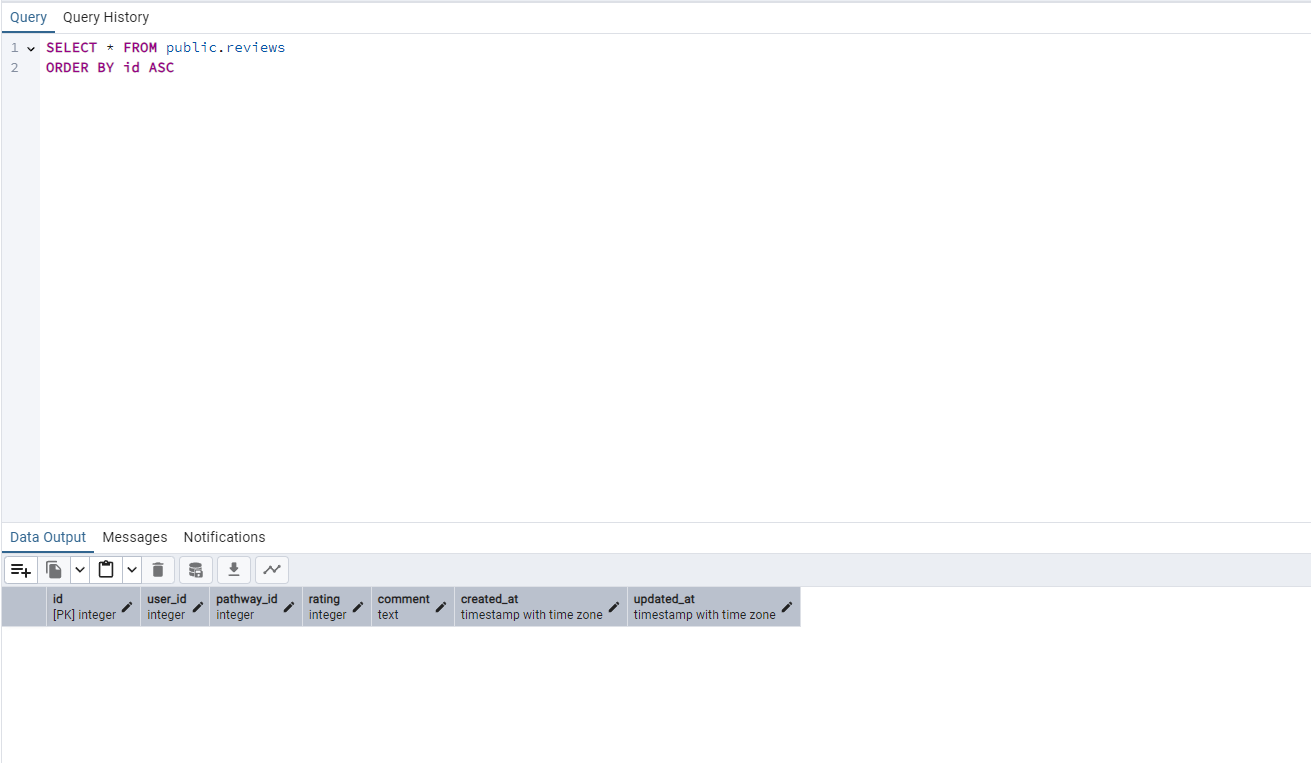 Query Query History
1 SELECT * FROM public.reviews
2 ORDER BY id ASC
Data Output Messages Notifications
id user_id pathway_id rating comment created_at updated_at
[PK] integer integer integer integer text timestamp with time zone timestamp with time zone